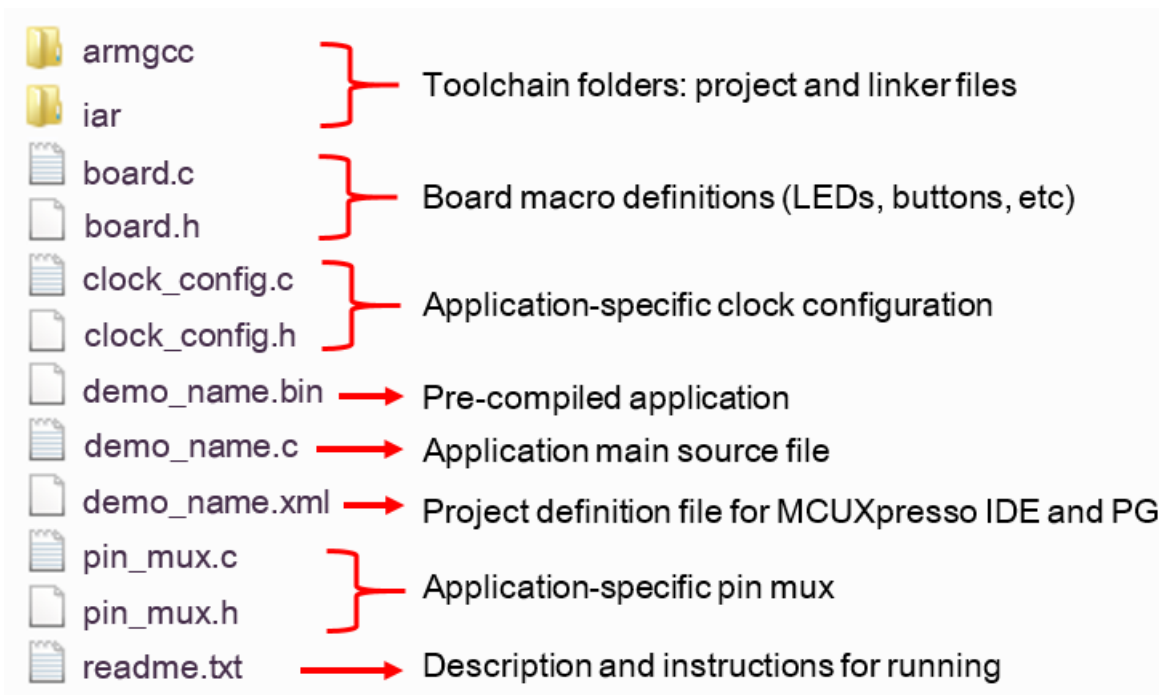 armgcc
iar
Toolchain folders: project and linker files
board.c
board.h
Board macro definitions (LEDs, buttons, etc)
clock_config.c
clock_config.h
Application-specific clock configuration
demo_name.bin Pre-compiled application
demo_name.c Application main source file
demo_name.xml Project definition file for MCUXpresso IDE and PG
pin_mux.c
pin_mux.h
Application-specific pin mux
readme.txt Description and instructions for running